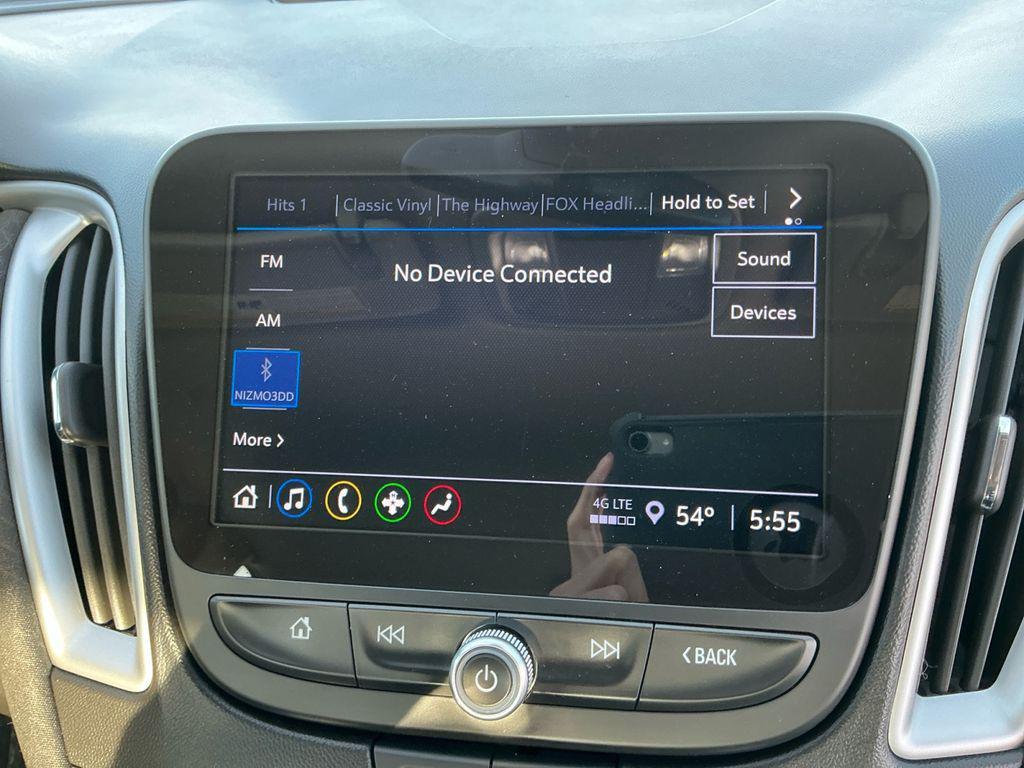 Hits 1 Classic Vinyl The Highway FOX Headli... Hold to Set >
FM
No Device Connected
Sound
AM
Devices
NIZMO3DD
More >
4G LTE
54° 5:55
< BACK